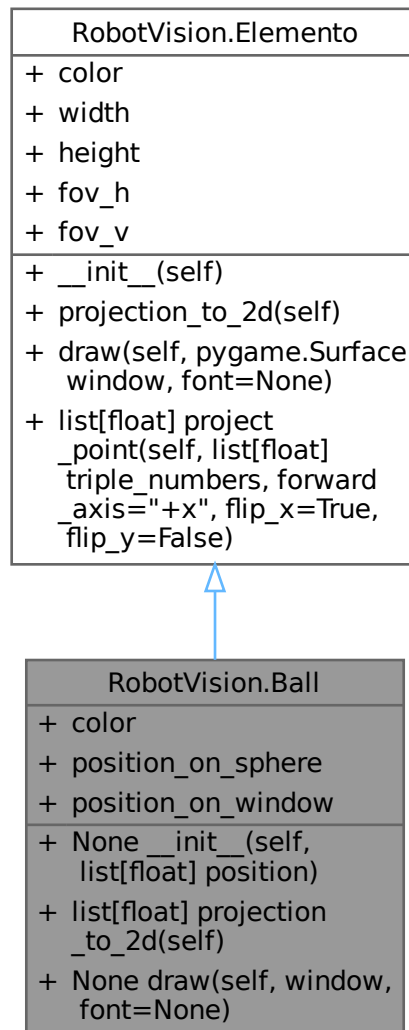 RobotVision.Elemento
+ color
+ width
+ height
+ fov_h
+ fov_v
+ __init__(self)
+ projection_to_2d(self)
+ draw(self, pygame.Surface
window, font=None)
+ list[float] project
_point(self, list[float]
triple_numbers, forward
_axis="+x", flip_x=True,
flip_y=False)
RobotVision.Ball
+ color
+ position_on_sphere
+ position_on_window
+ None __init__(self,
list[float] position)
+ list[float] projection
_to_2d(self)
+ None draw(self, window,
font=None)